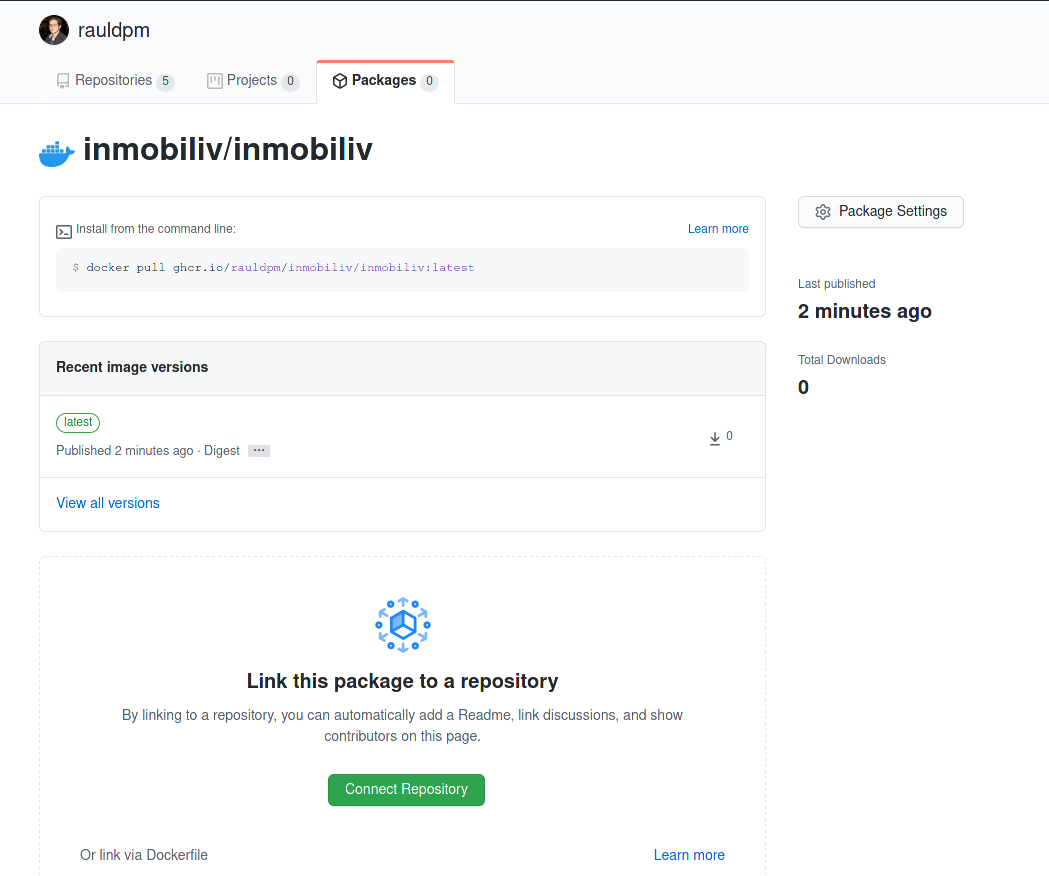 rauldpm
Repositories 5 Projects 0 Packages 0
inmobiliv/inmobiliv
Install from the command line: Learn more
$ docker pull ghcr.io/rauldpm/inmobiliv/inmobiliv:latest
Package Settings
Last published
2 minutes ago
Total Downloads
0
Recent image versions
latest
Published 2 minutes ago · Digest ···
0
View all versions
Link this package to a repository
By linking to a repository, you can automatically add a Readme, link discussions, and show
contributors on this page.
Connect Repository
Or link via Dockerfile Learn more